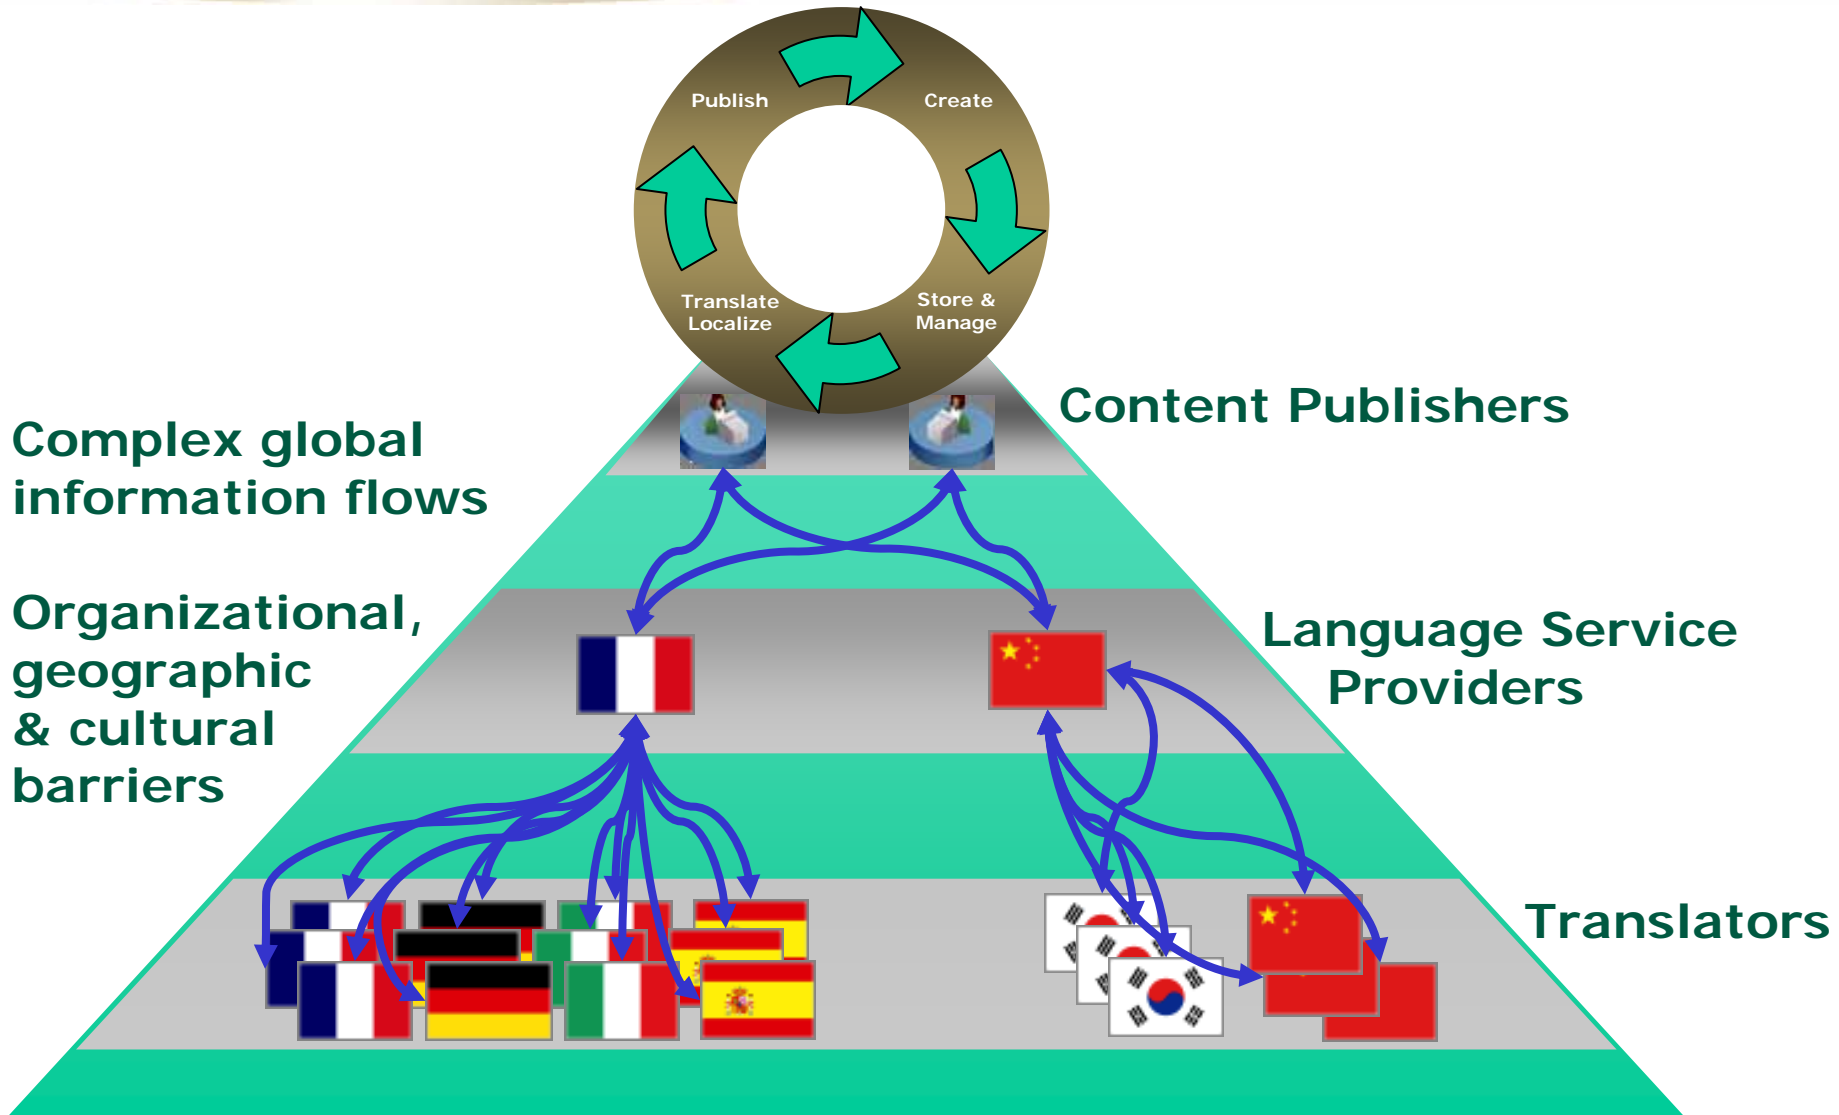 Publish
Create
Translate
Localize
Store &
Manage
Content Publishers
Complex global
information flows
Organizational,
geographic
& cultural
barriers
Language Service
Providers
Translators